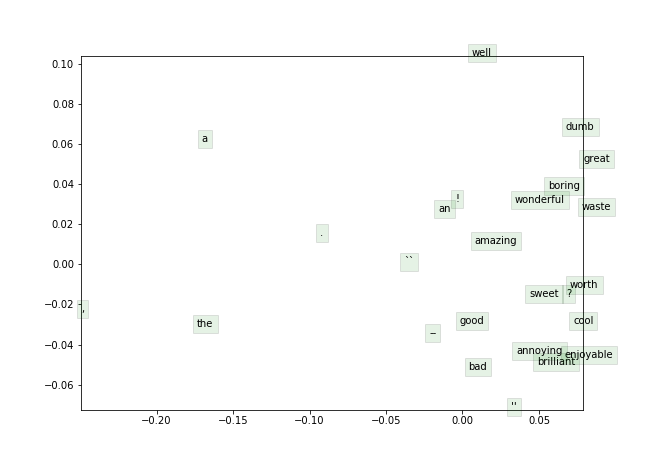 well
0.10
dumb
0.08
a
great
0.06
boring
0.04
!
wonderful
an
waste
0.02
.
amazing
0.00
``
worth
sweet
?
−0.02
,
the
good
cool
--
−0.04
annoying
enjoyable
brilliant
bad
−0.06
''
−0.20
−0.15
−0.10
−0.05
0.00
0.05